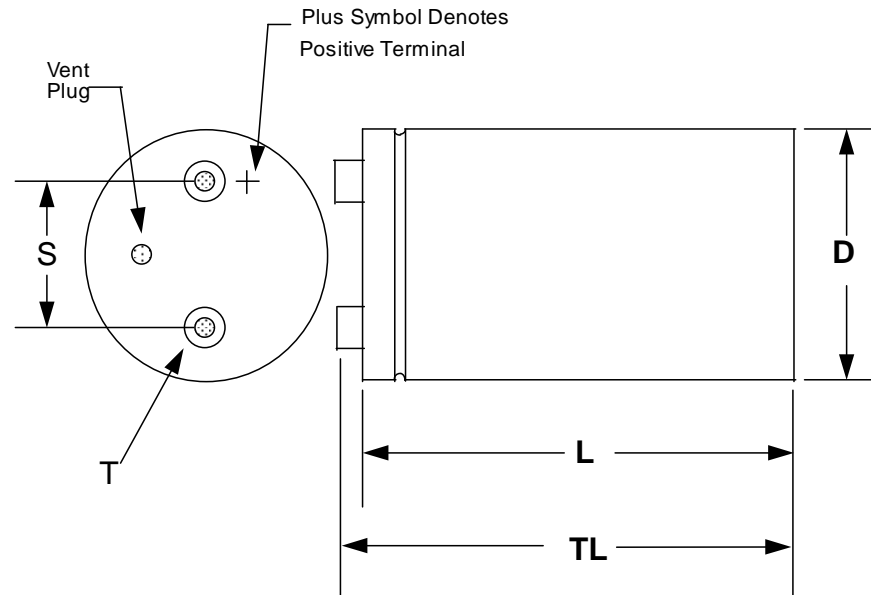 Plus Symbol Denotes
Positive Terminal
Vent
Plug
S
D
T
L
TL